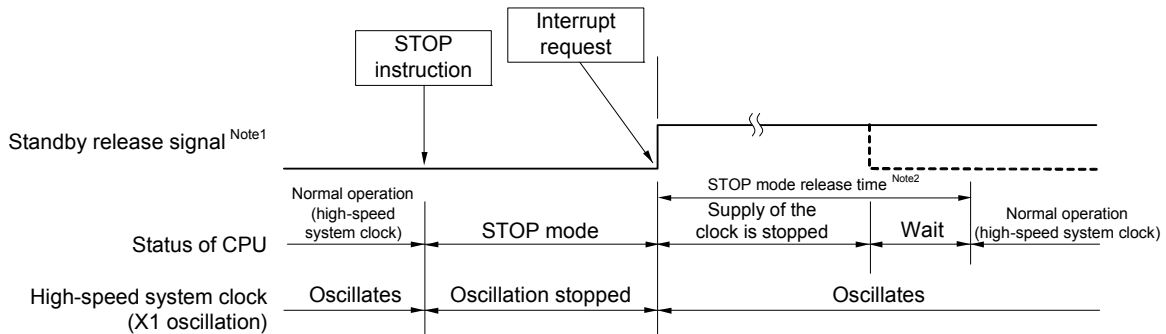 Interrupt
request
STOP
instruction
Standby release signal Note1
STOP mode release time Note2
Normal operation
(high-speed
system clock)
Supply of the
clock is stopped
Normal operation
(high-speed system clock)
Status of CPU
STOP mode
Wait
High-speed system clock
(X1 oscillation)
Oscillates
Oscillation stopped
Oscillates